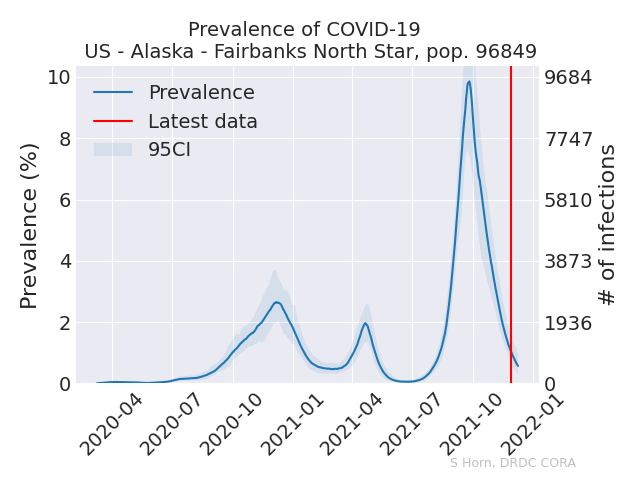 Prevalence of COVID-19
US - Alaska - Fairbanks North Star, pop. 96849
Prevalence
Latest data
95CI
Prevalence (%)
10
8
6
4
2
0
9684
7747
5810
3873
1936
0
# of infections
2020-04
2020-07
2020-10
2021-01
2021-04
2021-07
2021-10
2022-01
S Horn, DRDC CORA